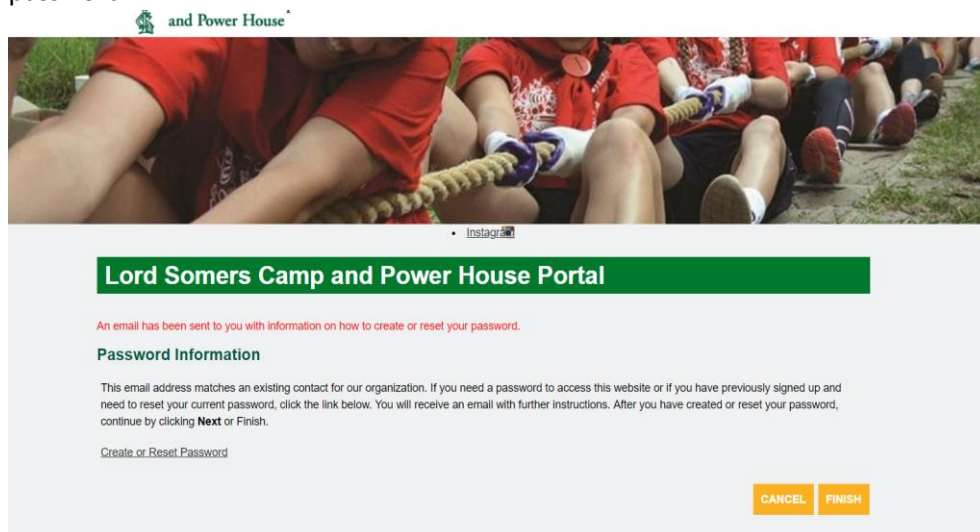 and Power House
Instagram
Lord Somers Camp and Power House Portal
An email has been sent to you with information on how to create or reset your password.
Password Information
This email address matches an existing contact for our organization. If you need a password to access this website or if you have previously signed up and
need to reset your current password, click the link below. You will receive an email with further instructions. After you have created or reset your password,
continue by clicking Next or Finish.
Create or Reset Password
CANCEL FINISH